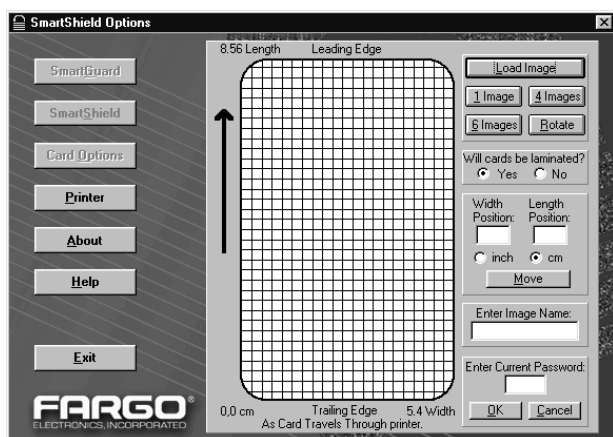 SmartShield Options
SmartGuard
SmartShield
Card Options
Printer
About
Help
Exit
FARGO®
ELECTRONICS, INCORPORATED
8.56 Length Leading Edge
0,0 cm Trailing Edge 5.4 Width
As Card Travels Through printer.
Load Image
1 Image 4 Images
6 Images Rotate
Will cards be laminated?
Yes No
Width Length
Position: Position:
inch cm
Move
Enter Image Name:
Enter Current Password:
OK Cancel